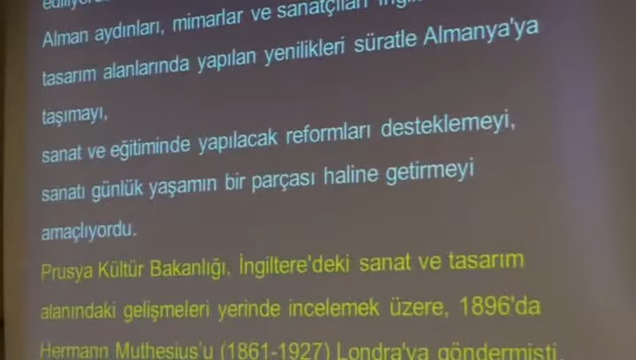 Alman aydınları, mimarlar ve sanatçıları
tasarım alanlarında yapılan yenilikleri süratle Almanya'ya
taşımayı,
sanat ve eğitiminde yapılacak reformları desteklemeyi,
sanatı günlük yaşamın bir parçası haline getirmeyi
amaçlıyordu.
Prusya Kültür Bakanlığı, İngiltere'deki sanat ve tasarım
alanındaki gelişmeleri yerinde incelemek üzere, 1896'da
Hermann Muthesius'u (1861-1927) Londra'ya göndermişti